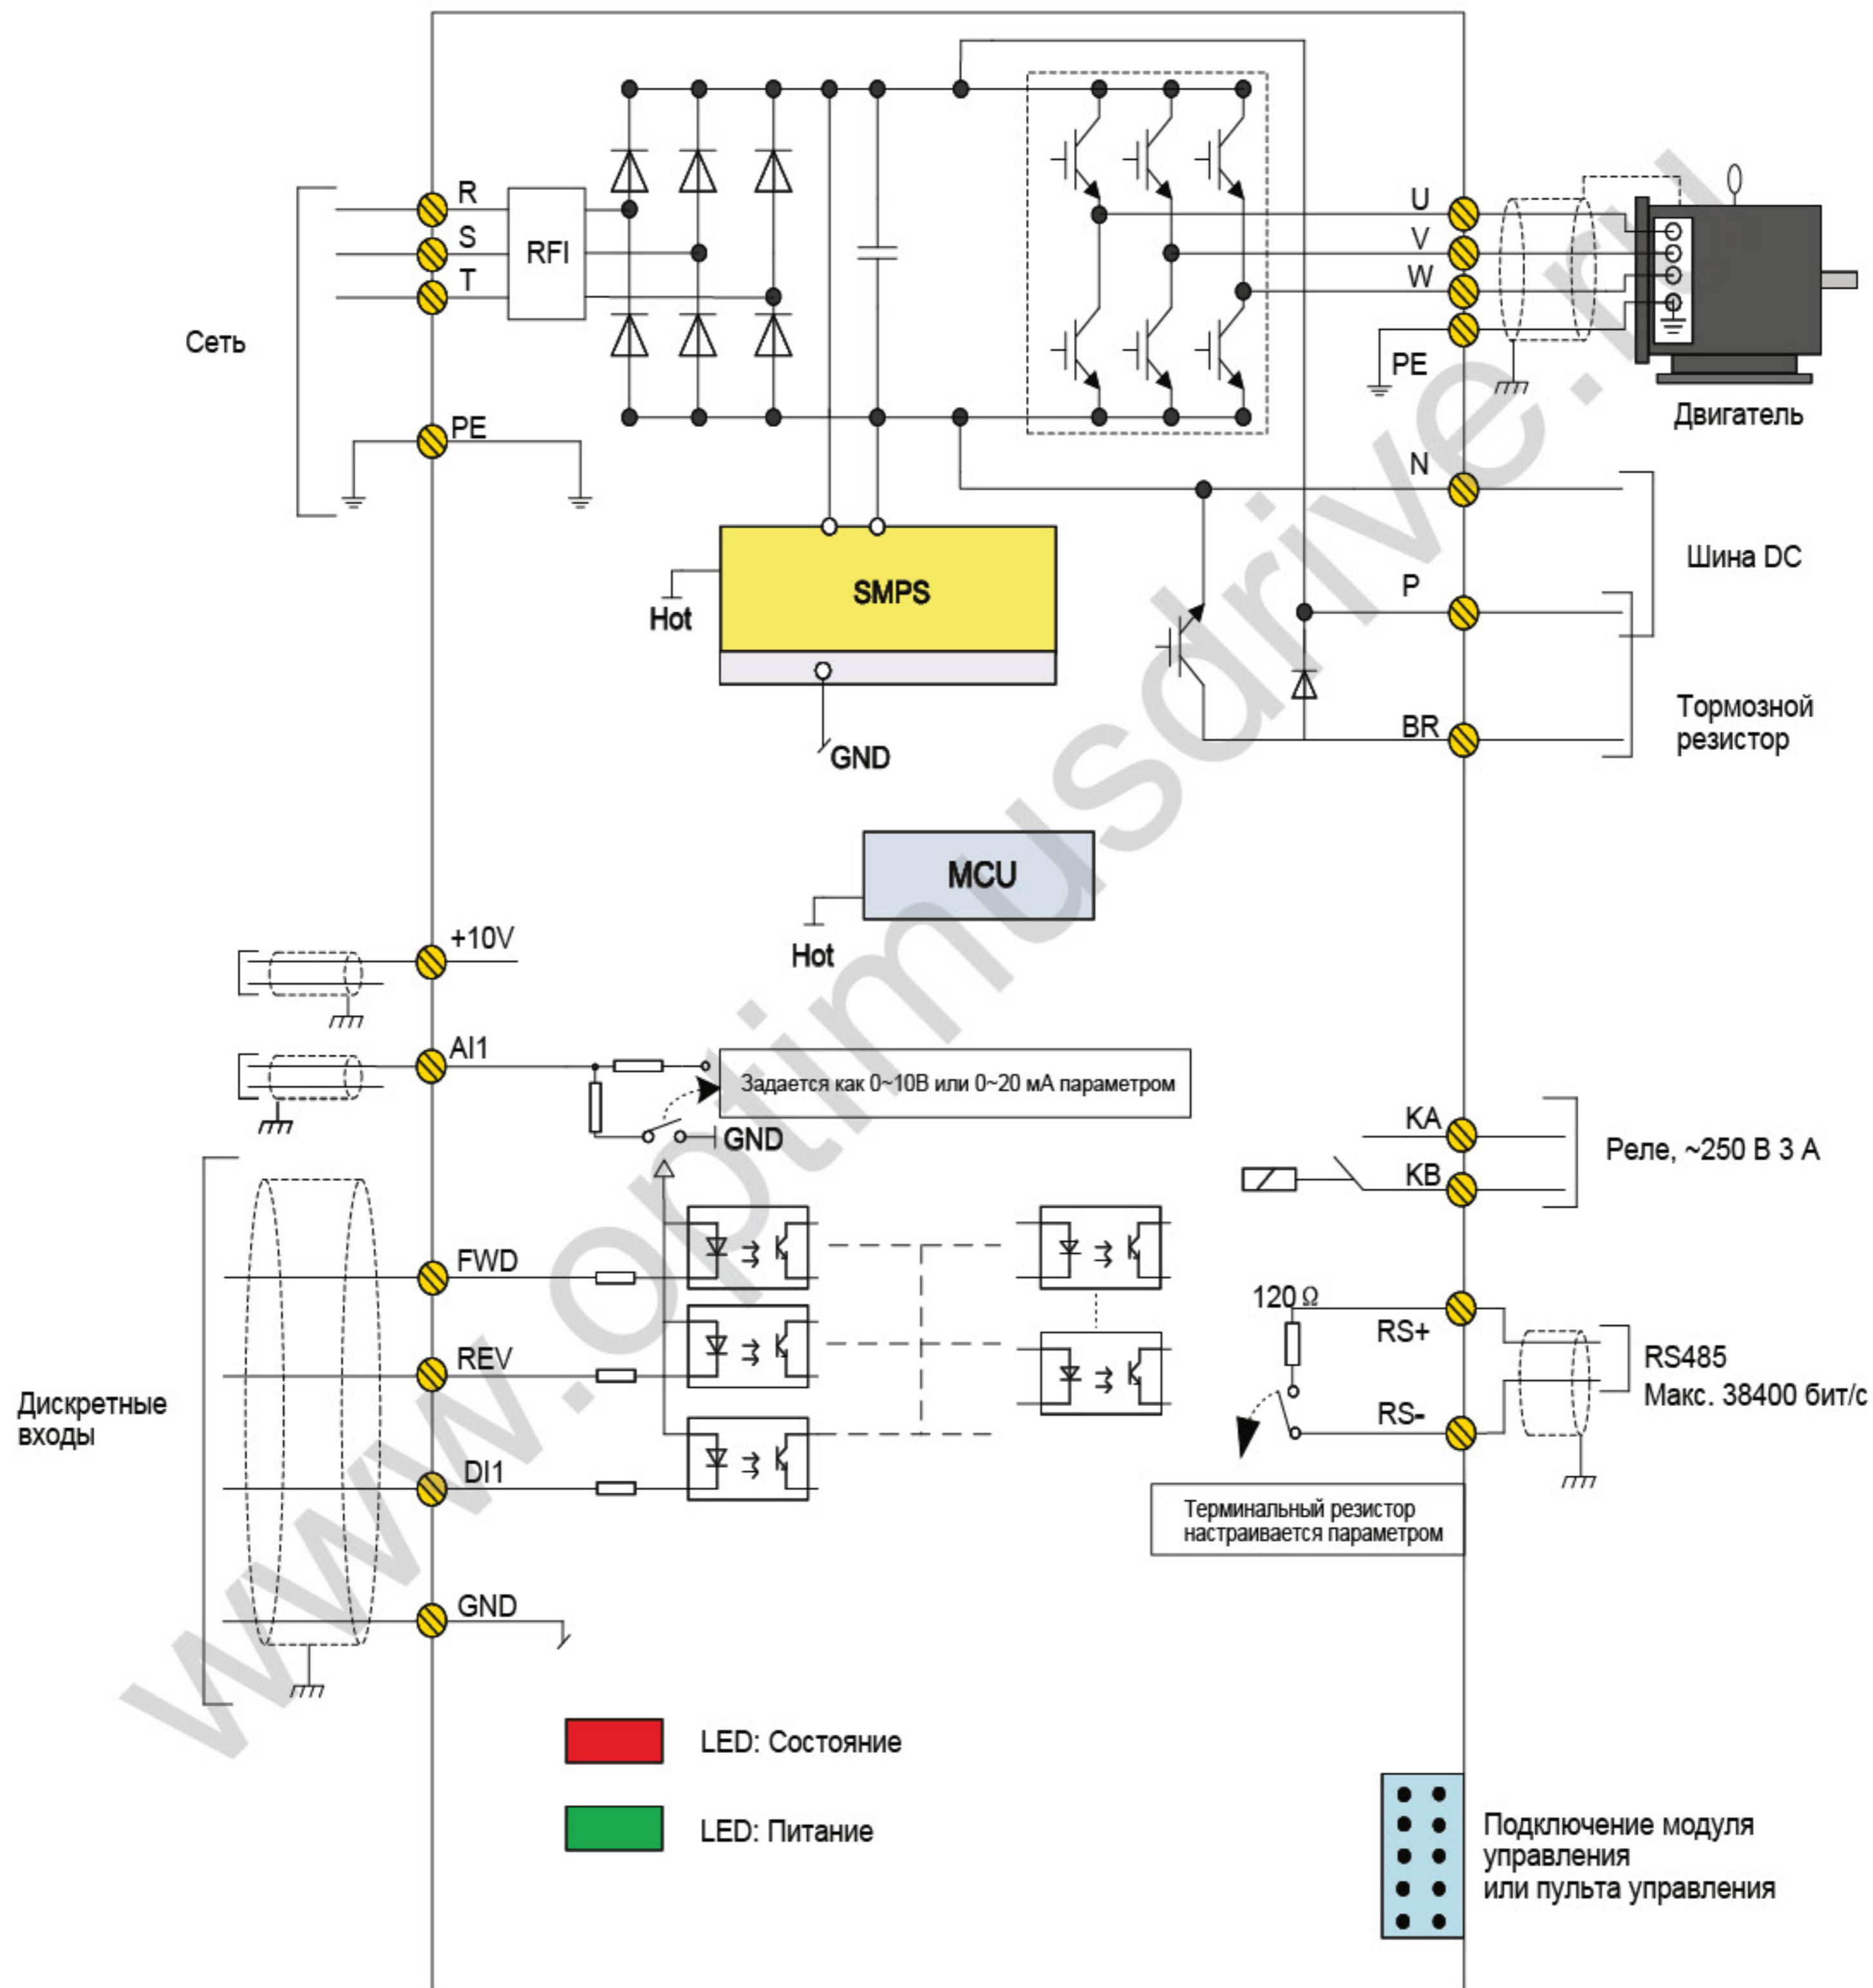 R
S
T
RFI
Сеть
PE
U
V
W
PE
Двигатель
N
Шина DC
P
SMPS
Hot
GND
BR
Тормозной
резистор
MCU
Hot
+10V
AI1
Задается как 0~10В или 0~20 мА параметром
GND
KA
KB
Реле, ~250 В 3 А
FWD
REV
DI1
GND
Дискретные
входы
120 Ω
RS+
RS-
RS485
Макс. 38400 бит/с
Терминальный резистор
настраивается параметром
LED: Состояние
LED: Питание
Подключение модуля
управления
или пульта управления
www.optimusdrive.ru